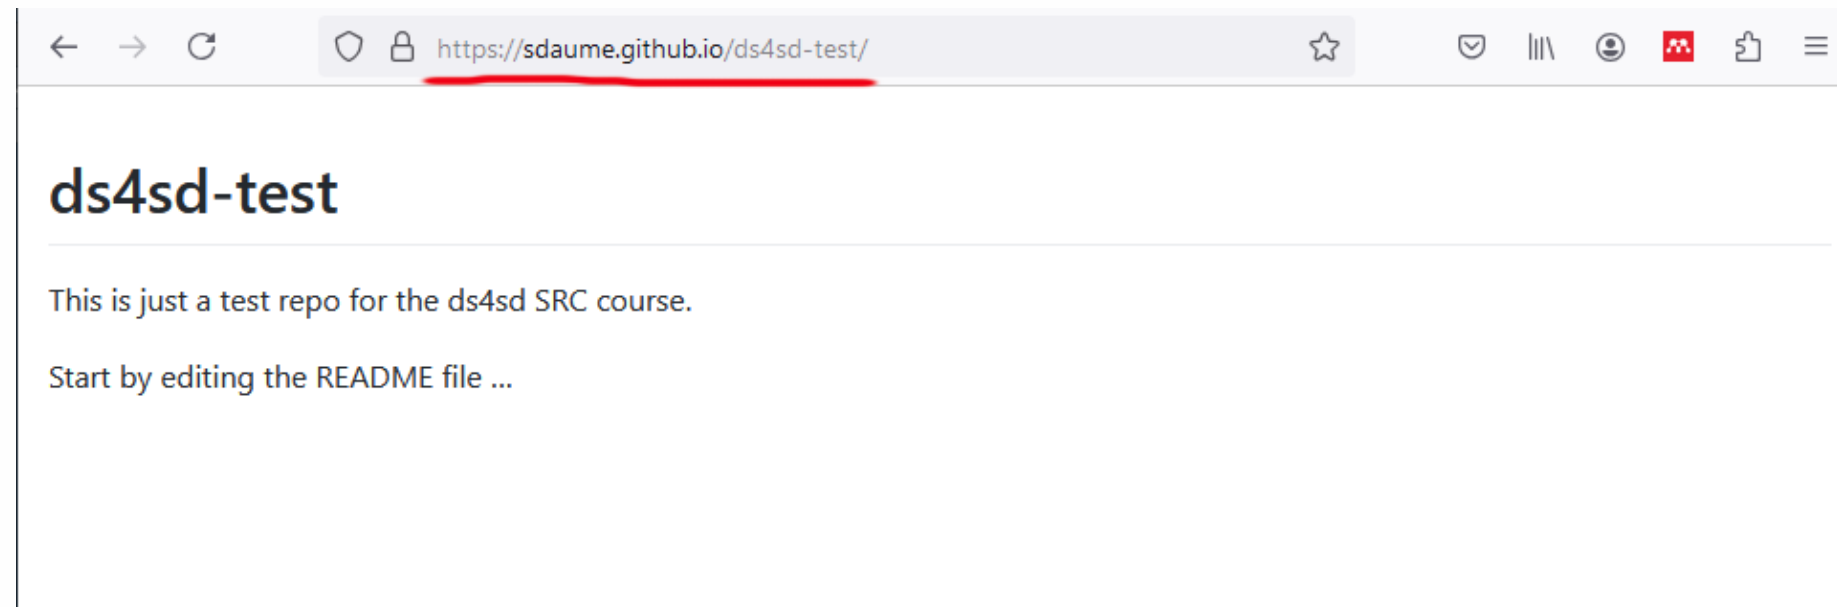 https://sdaume.github.io/ds4sd-test/
ds4sd-test
This is just a test repo for the ds4sd SRC course.
Start by editing the README file ...